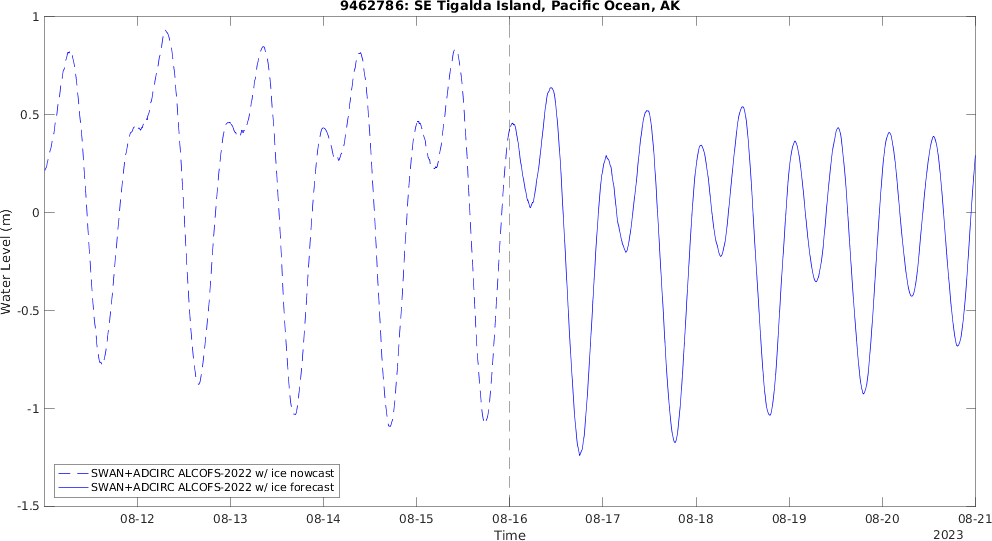 9462786: SE Tigalda Island, Pacific Ocean, AK
1
0.5
0
-0.5
-1
-1.5
Water Level (m)
SWAN+ADCIRC ALCOFS-2022 w/ ice nowcast
SWAN+ADCIRC ALCOFS-2022 w/ ice forecast
08-12 08-13 08-14 08-15 08-16 08-17 08-18 08-19 08-20 08-21
Time
2023